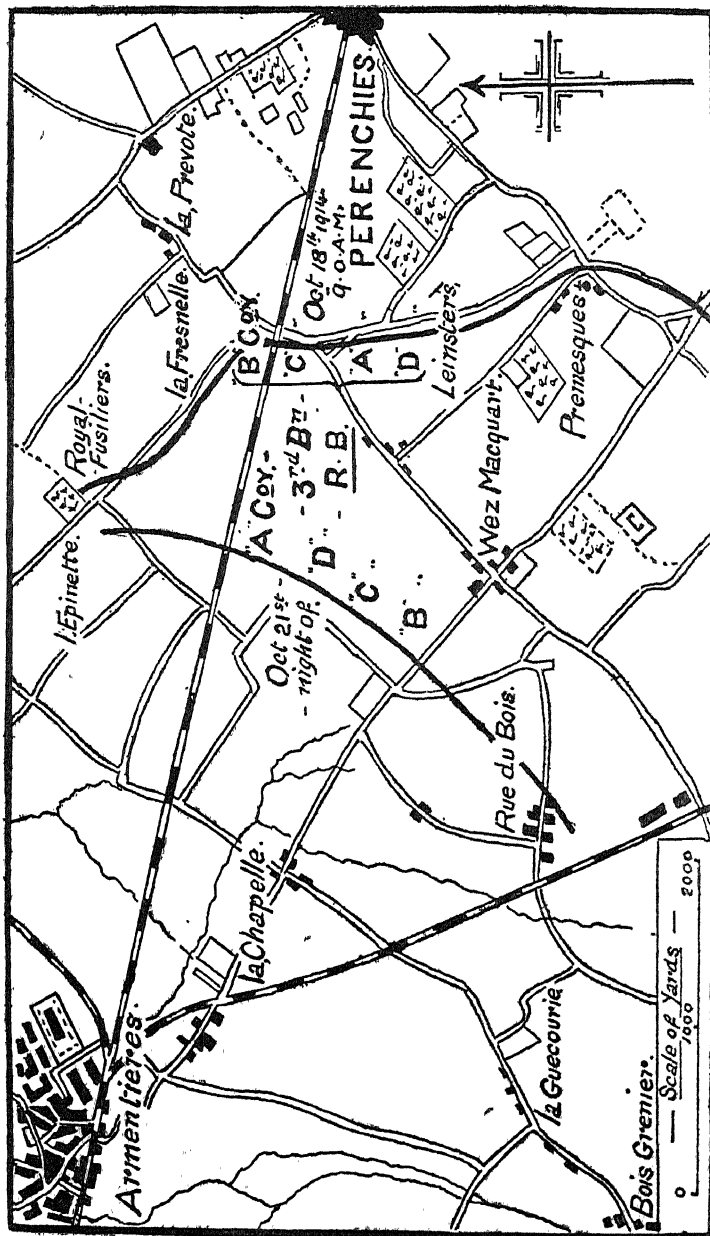 Armentieres.
la Chapelle.
l'Epinette.
Royal-
Fusiliers.
la Fresnelle.
la, Prevote.
"B" Coy.
"C"
"A"
"D"
Oct 18th 1914.
9.0 A.M.
PERENCHIES.
Leinsters,
"A" Coy. -
"D" - 3rd Bn -
"C" " - R. B.
"B" "
Oct 21st -
- night of.
Premesques
Wez Macquart.
Rue du Bois.
la Guecourie
Bois Grenier.
Scale of Yards
0 1000 2000